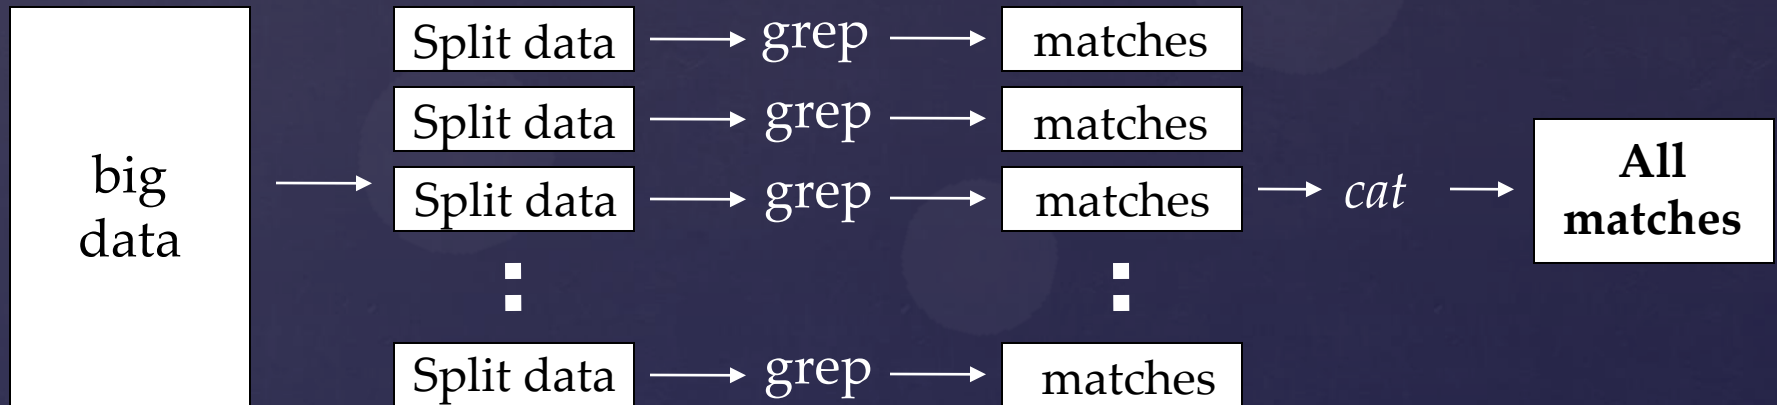 big
data
Split data
grep
matches
Split data
grep
matches
Split data
grep
matches
cat
All
matches
Split data
grep
matches